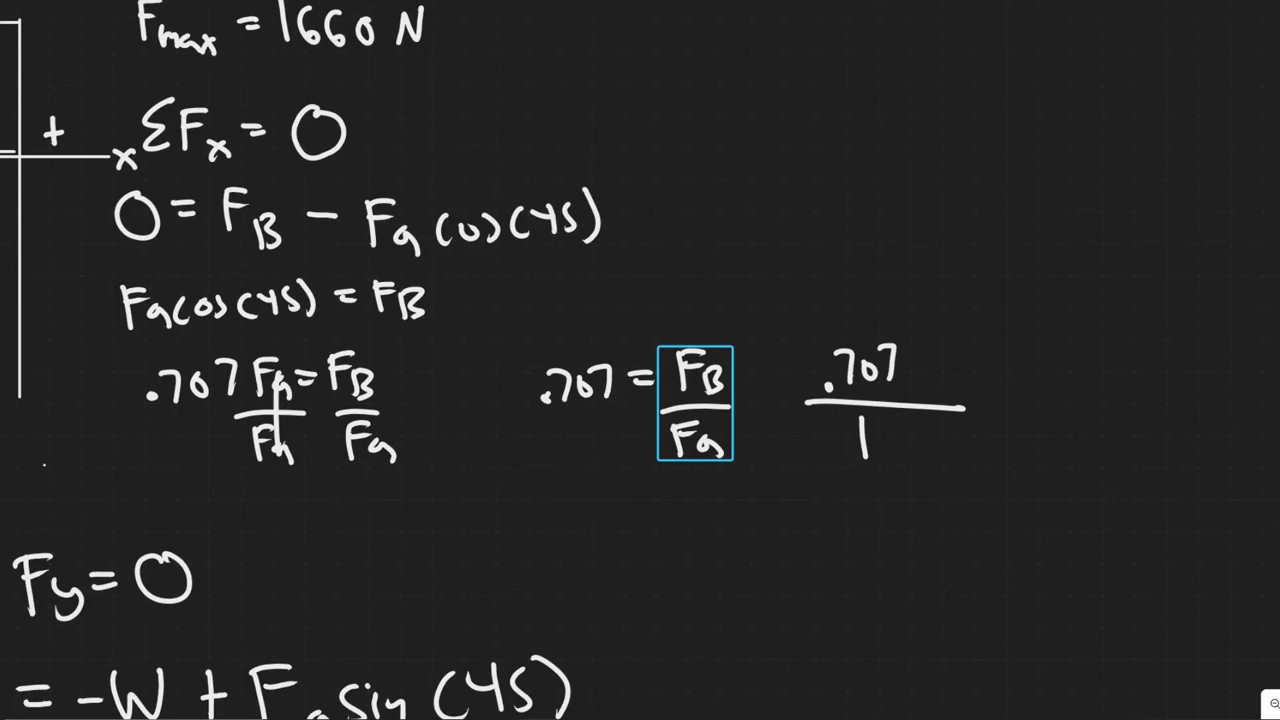 Fmax = 1660 N
+
x ΣFx = 0
0 = FB - Fa cos(45)
Fa cos(45) = FB
.707 Fa = FB
Fa Fa
.707 = FB
Fa
.707
1
Fy = 0
= -W + Fa sin (45)